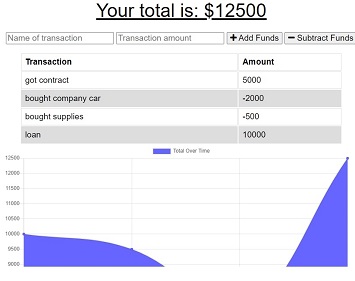 Your total is: $12500
Name of transaction Transaction amount + Add Funds − Subtract Funds
Transaction Amount
got contract 5000
bought company car -2000
bought supplies -500
loan 10000
Total Over Time
12500
12000
11500
11000
10500
10000
9500
9000